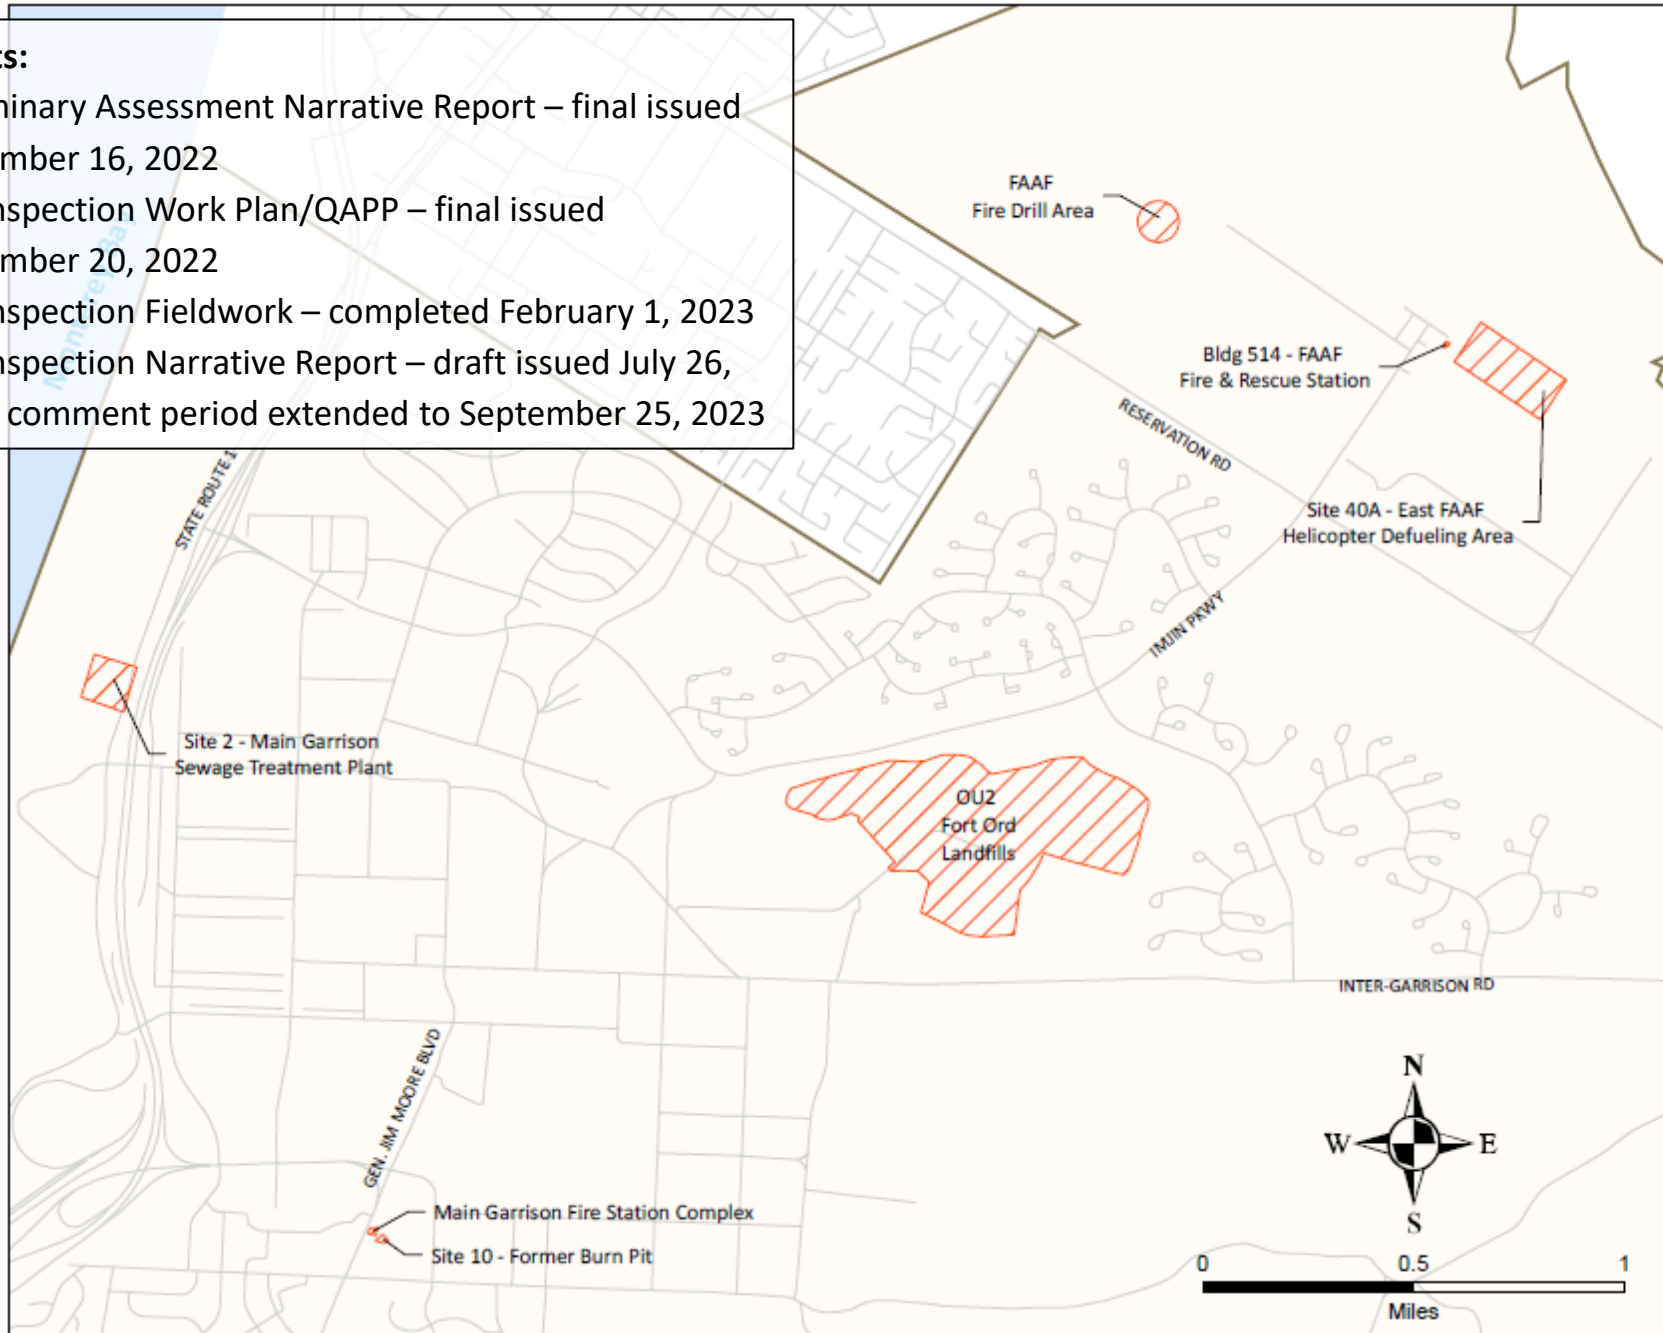 ts:
ninary Assessment Narrative Report – final issued
mber 16, 2022
nspection Work Plan/QAPP – final issued
mber 20, 2022
nspection Fieldwork – completed February 1, 2023
nspection Narrative Report – draft issued July 26,
comment period extended to September 25, 2023
Monterey Bay
FAAF
Fire Drill Area
Bldg 514 - FAAF
Fire & Rescue Station
RESERVATION RD
STATE ROUTE 1
Site 40A - East FAAF
Helicopter Defueling Area
IMJIN PKWY
Site 2 - Main Garrison
Sewage Treatment Plant
OU2
Fort Ord
Landfills
INTER-GARRISON RD
GEN. JIM MOORE BLVD
Main Garrison Fire Station Complex
Site 10 - Former Burn Pit
N
W E
S
0 0.5 1
Miles